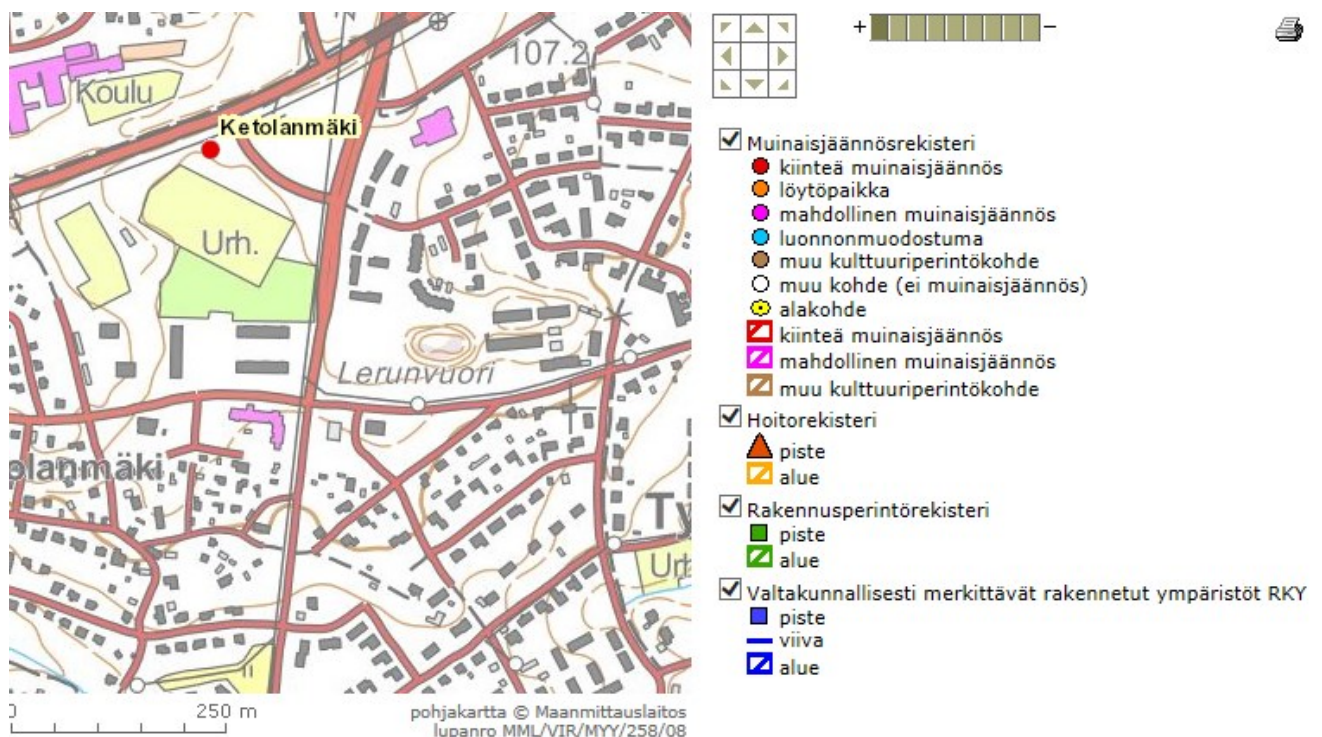 107.2
Koulu
Ketolanmäki
Urh.
Lerunvuori
olanmäki
Ty
Urh
0 250 m
pohjakartta © Maanmittauslaitos
lupanro MML/VIR/MYY/258/08
+ −
Muinaisjäännösrekisteri
kiinteä muinaisjäännös
löytöpaikka
mahdollinen muinaisjäännös
luonnonmuodostuma
muu kulttuuriperintökohde
muu kohde (ei muinaisjäännös)
alakohde
kiinteä muinaisjäännös
mahdollinen muinaisjäännös
muu kulttuuriperintökohde
Hoitorekisteri
piste
alue
Rakennusperintörekisteri
piste
alue
Valtakunnallisesti merkittävät rakennetut ympäristöt RKY
piste
viiva
alue